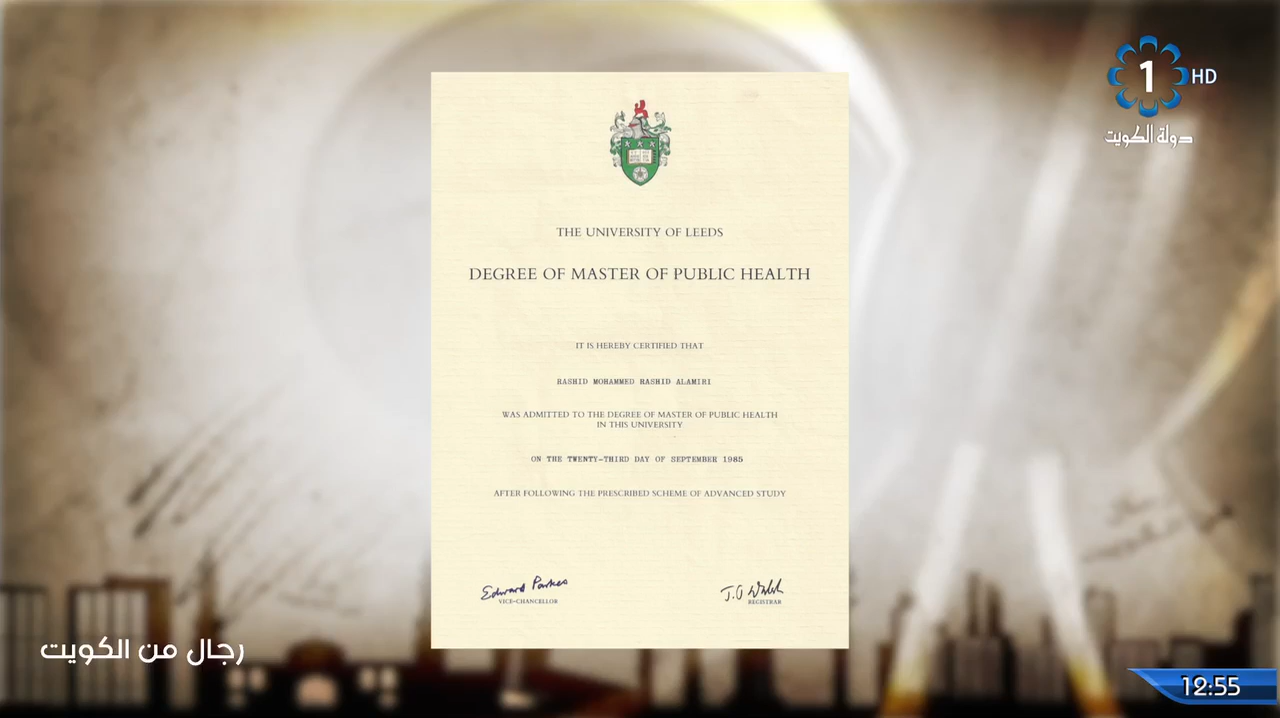 1 HD
دولة الكويت
THE UNIVERSITY OF LEEDS
DEGREE OF MASTER OF PUBLIC HEALTH
IT IS HEREBY CERTIFIED THAT
RASHID MOHAMMED RASHID ALAMIRI
WAS ADMITTED TO THE DEGREE OF MASTER OF PUBLIC HEALTH
IN THIS UNIVERSITY
ON THE TWENTY-THIRD DAY OF SEPTEMBER 1985
AFTER FOLLOWING THE PRESCRIBED SCHEME OF ADVANCED STUDY
Edward Parkes
VICE-CHANCELLOR
J.O Walsh
REGISTRAR
رجال من الكويت
12:55